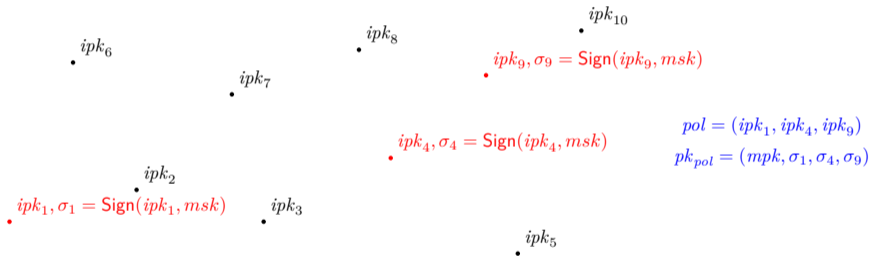 ipk₁₀
ipk₈
ipk₆
ipk₉, σ₉ = Sign(ipk₉, msk)
ipk₇
pol = (ipk₁, ipk₄, ipk₉)
ipk₄, σ₄ = Sign(ipk₄, msk)
pk_pol = (mpk, σ₁, σ₄, σ₉)
ipk₂
ipk₁, σ₁ = Sign(ipk₁, msk)
ipk₃
ipk₅